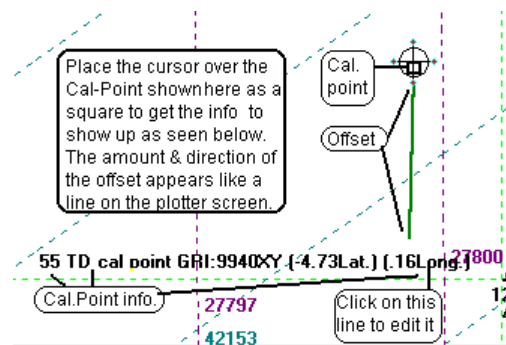 Place the cursor over the
Cal-Point shown here as a
square to get the info to
show up as seen below.
The amount & direction of
the offset appears like a
line on the plotter screen.
Cal.
point
Offset
55 TD cal point GRI:9940XY (-4.73Lat.) (.16Long.)
27800
Cal.Point info.
27797
42153
Click on this
line to edit it